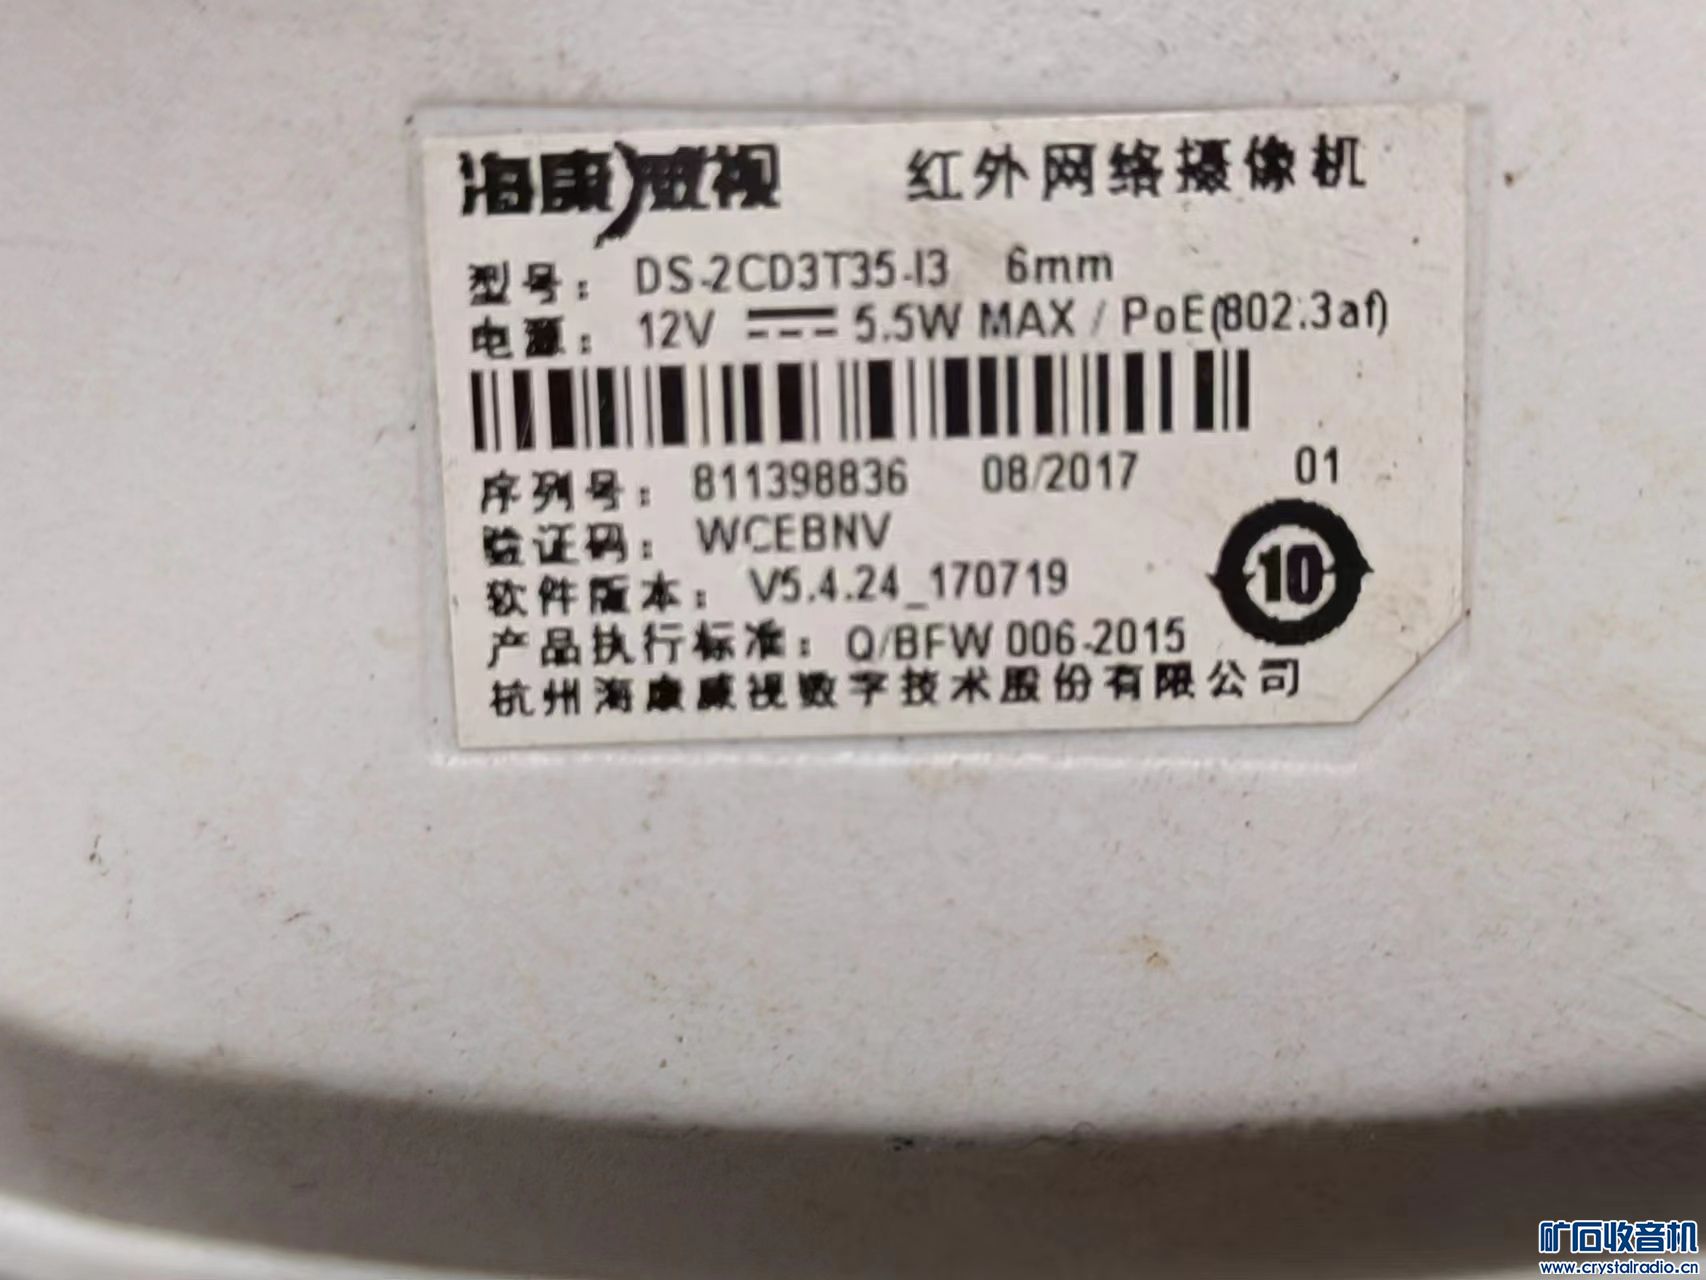 海康威视 红外网络摄像机
型号： DS-2CD3T35-I3 6mm
电源： 12V 5.5W MAX / PoE(802.3af)
序列号： 811398836 08/2017 01
验证码： WCEBNV
软件版本： V5.4.24_170719
10
产品执行标准： Q/BFW 006-2015
杭州海康威视数字技术股份有限公司
矿石收音机
www.crystalradio.cn